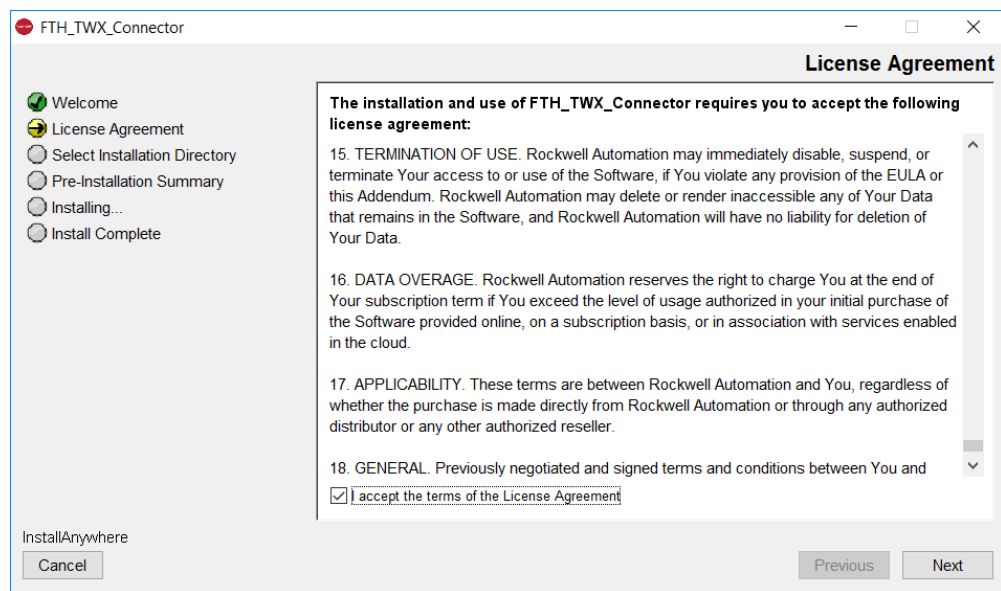 FTH_TWX_Connector
License Agreement
Welcome
License Agreement
Select Installation Directory
Pre-Installation Summary
Installing...
Install Complete
The installation and use of FTH_TWX_Connector requires you to accept the following
license agreement:
15. TERMINATION OF USE. Rockwell Automation may immediately disable, suspend, or
terminate Your access to or use of the Software, if You violate any provision of the EULA or
this Addendum. Rockwell Automation may delete or render inaccessible any of Your Data
that remains in the Software, and Rockwell Automation will have no liability for deletion of
Your Data.
16. DATA OVERAGE. Rockwell Automation reserves the right to charge You at the end of
Your subscription term if You exceed the level of usage authorized in your initial purchase of
the Software provided online, on a subscription basis, or in association with services enabled
in the cloud.
17. APPLICABILITY. These terms are between Rockwell Automation and You, regardless of
whether the purchase is made directly from Rockwell Automation or through any authorized
distributor or any other authorized reseller.
18. GENERAL. Previously negotiated and signed terms and conditions between You and
I accept the terms of the License Agreement
InstallAnywhere
Cancel
Previous
Next